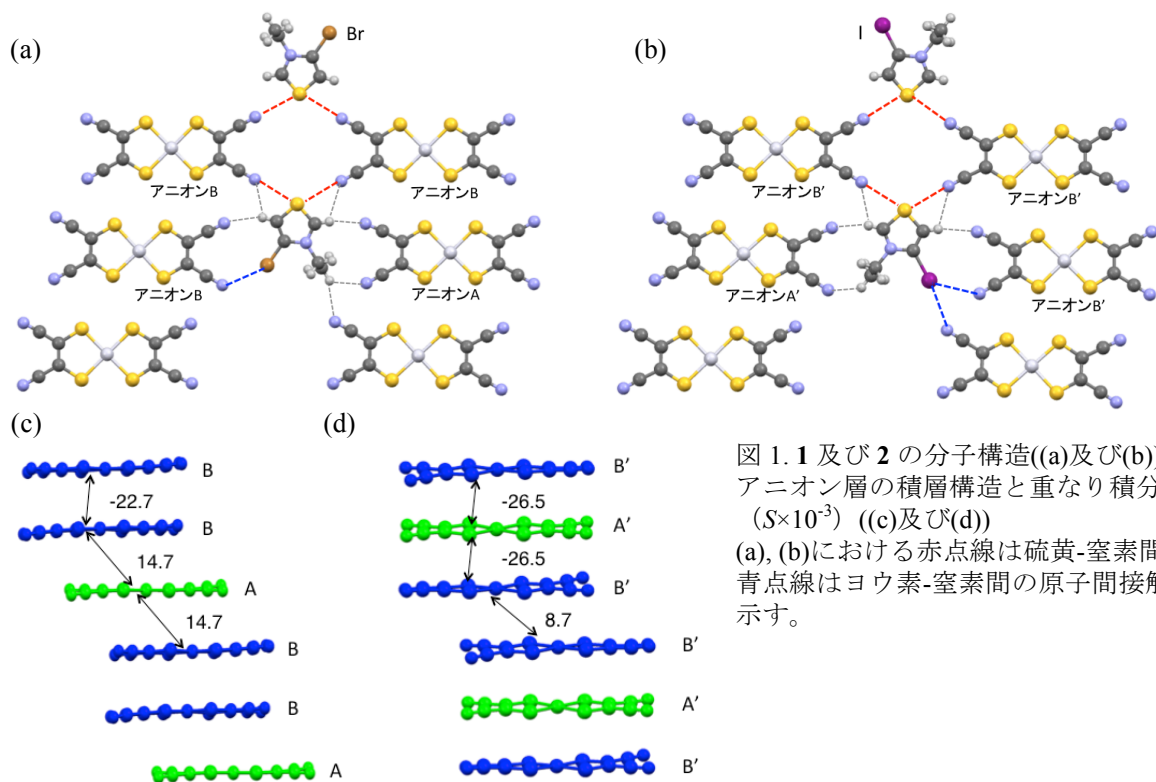 (a)
Br
アニオンB
アニオンB
アニオンB
アニオンA
(b)
I
アニオンB'
アニオンB'
アニオンA'
アニオンB'
(c)
B
-22.7
B
14.7
A
14.7
B
B
A
(d)
B'
-26.5
A'
-26.5
B'
8.7
B'
A'
B'
図 1. 1 及び 2 の分子構造((a)及び(b))
アニオン層の積層構造と重なり積分
（S×10-3）((c)及び(d))
(a), (b)における赤点線は硫黄-窒素間
青点線はヨウ素-窒素間の原子間接触
示す。